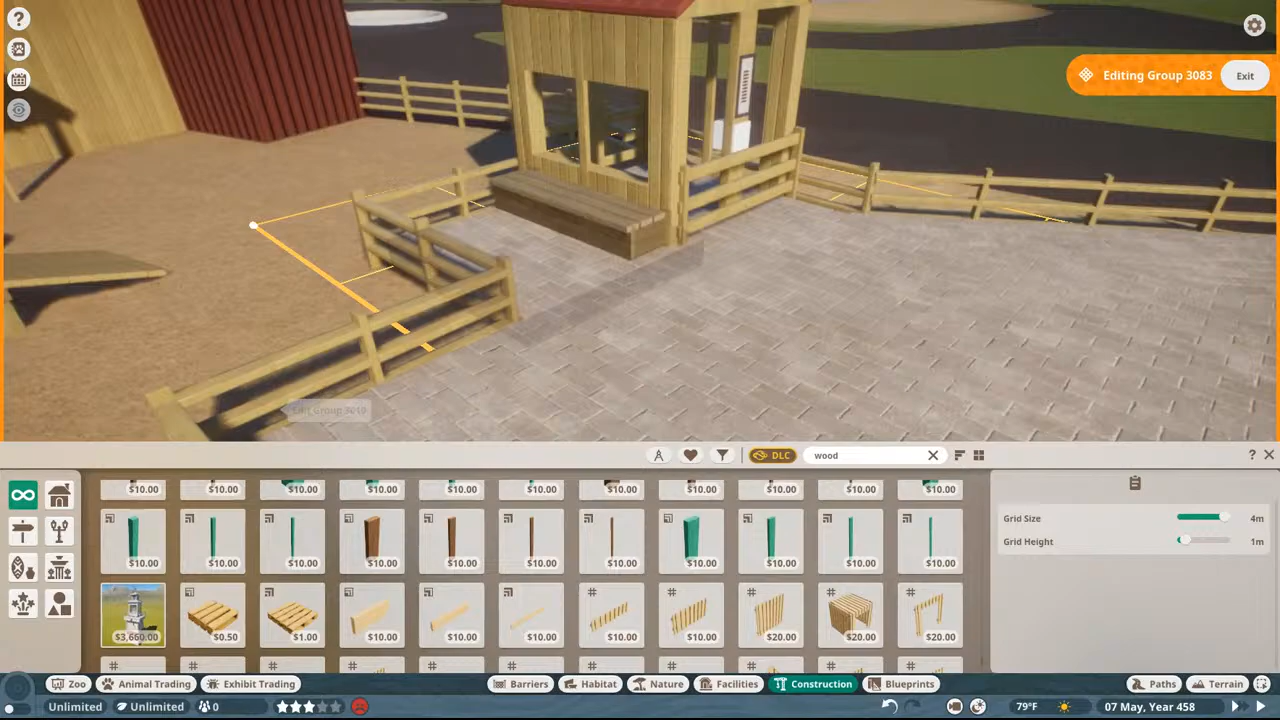 Editing Group 3083
Exit
Edit Group 3019
DLC
wood
$10.00 $10.00 $10.00 $10.00 $10.00 $10.00 $10.00 $10.00 $10.00 $10.00 $10.00
$10.00 $10.00 $10.00 $10.00 $10.00 $10.00 $10.00 $10.00 $10.00 $10.00 $10.00
$3,660.00 $0.50 $1.00 $10.00 $10.00 $10.00 $10.00 $10.00 $20.00 $20.00 $20.00
Grid Size 4m
Grid Height 1m
Zoo Animal Trading Exhibit Trading Barriers Habitat Nature Facilities Construction Blueprints Paths Terrain
Unlimited Unlimited 0 79°F 07 May, Year 458